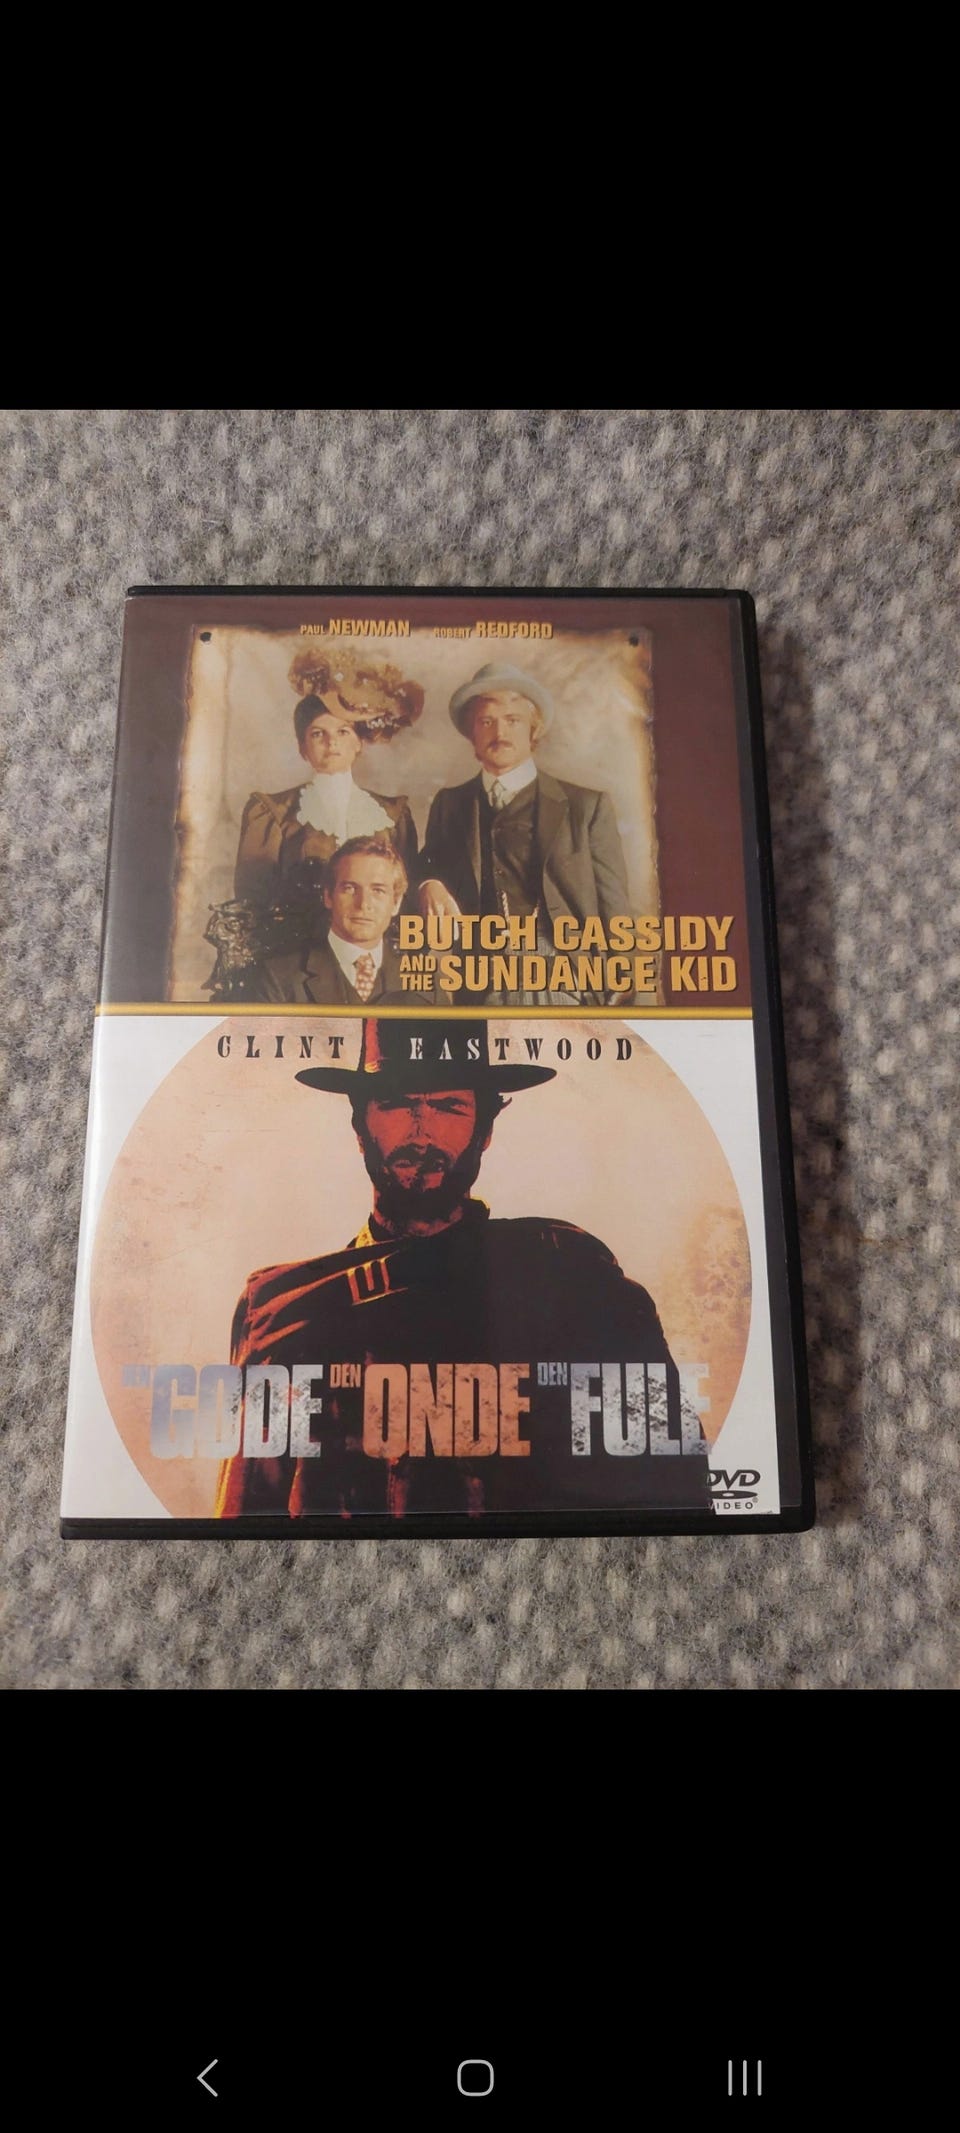 PAUL NEWMAN ROBERT REDFORD
BUTCH CASSIDY
AND THE SUNDANCE KID
CLINT EASTWOOD
DEN GODE DEN ONDE DEN FULE
DVD
VIDEO